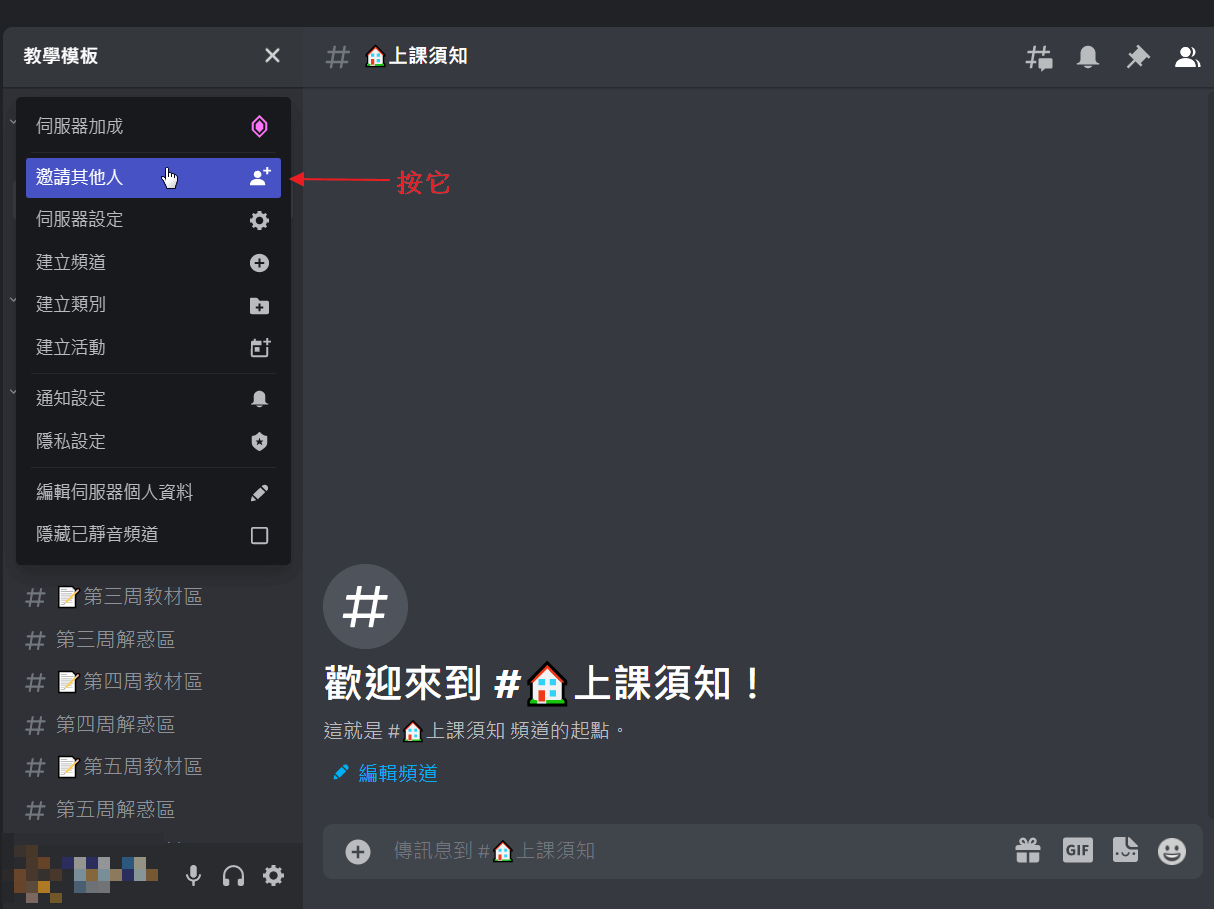 教學模板
# 🏠上課須知
伺服器加成
邀請其他人
按它
伺服器設定
建立頻道
建立類別
建立活動
通知設定
隱私設定
編輯伺服器個人資料
隱藏已靜音頻道
# 📝第三周教材區
# 第三周解惑區
# 📝第四周教材區
# 第四周解惑區
# 📝第五周教材區
# 第五周解惑區
歡迎來到 #🏠上課須知！
這就是 #🏠上課須知 頻道的起點。
編輯頻道
傳訊息到 #🏠上課須知
GIF